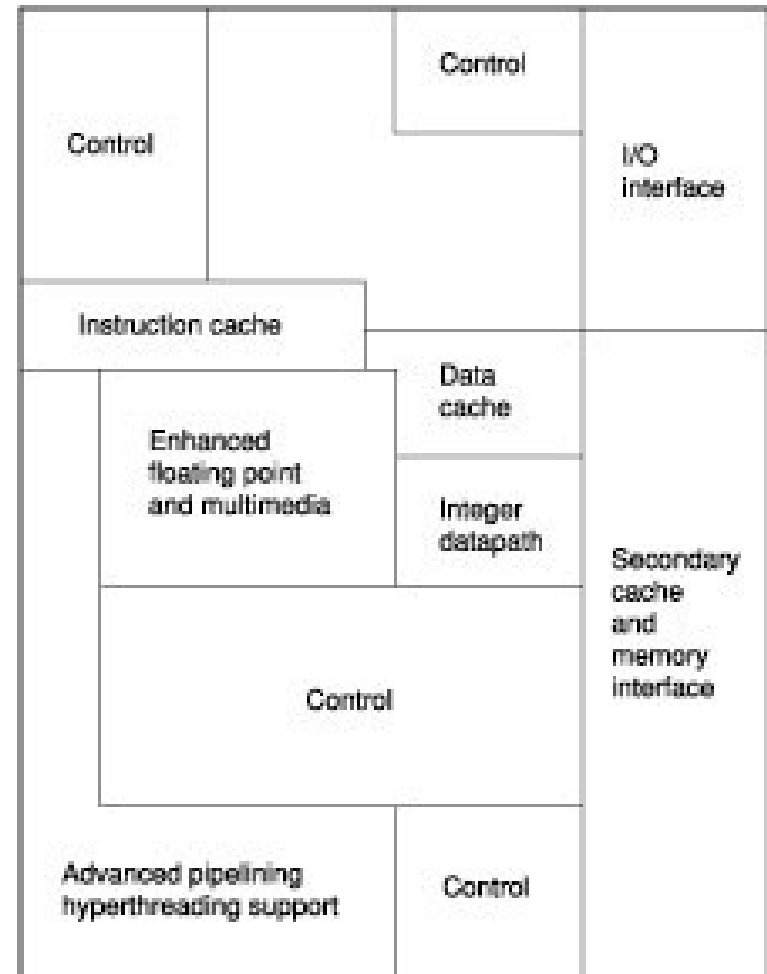 Control
Control
I/O
interface
Instruction cache
Data
cache
Enhanced
floating point
and multimedia
Integer
datapath
Secondary
cache
and
memory
interface
Control
Advanced pipelining
hyperthreading support
Control